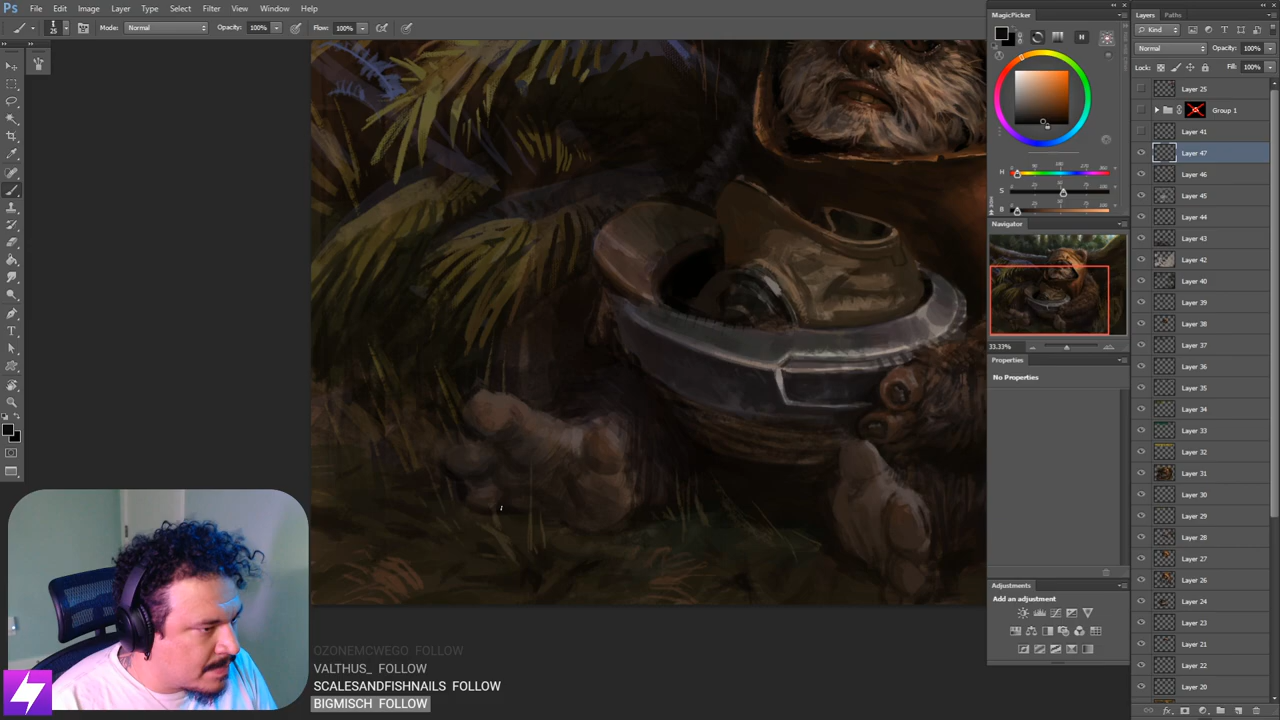 Ps File Edit Image Layer Type Select Filter View Window Help
25 Mode: Normal Opacity: 100% Flow: 100%
MagicPicker
H
H
S
B
Navigator
33.33%
Properties
No Properties
Adjustments
Add an adjustment
Layers Paths
Kind
Normal Opacity: 100%
Lock: Fill: 100%
Layer 25
Group 1
Layer 41
Layer 47
Layer 46
Layer 45
Layer 44
Layer 43
Layer 42
Layer 40
Layer 39
Layer 38
Layer 37
Layer 36
Layer 35
Layer 34
Layer 33
Layer 32
Layer 31
Layer 30
Layer 29
Layer 28
Layer 27
Layer 26
Layer 24
Layer 23
Layer 21
Layer 22
Layer 20
OZONEMCWEGO FOLLOW
VALTHUS_ FOLLOW
SCALESANDFISHNAILS FOLLOW
BIGMISCH FOLLOW